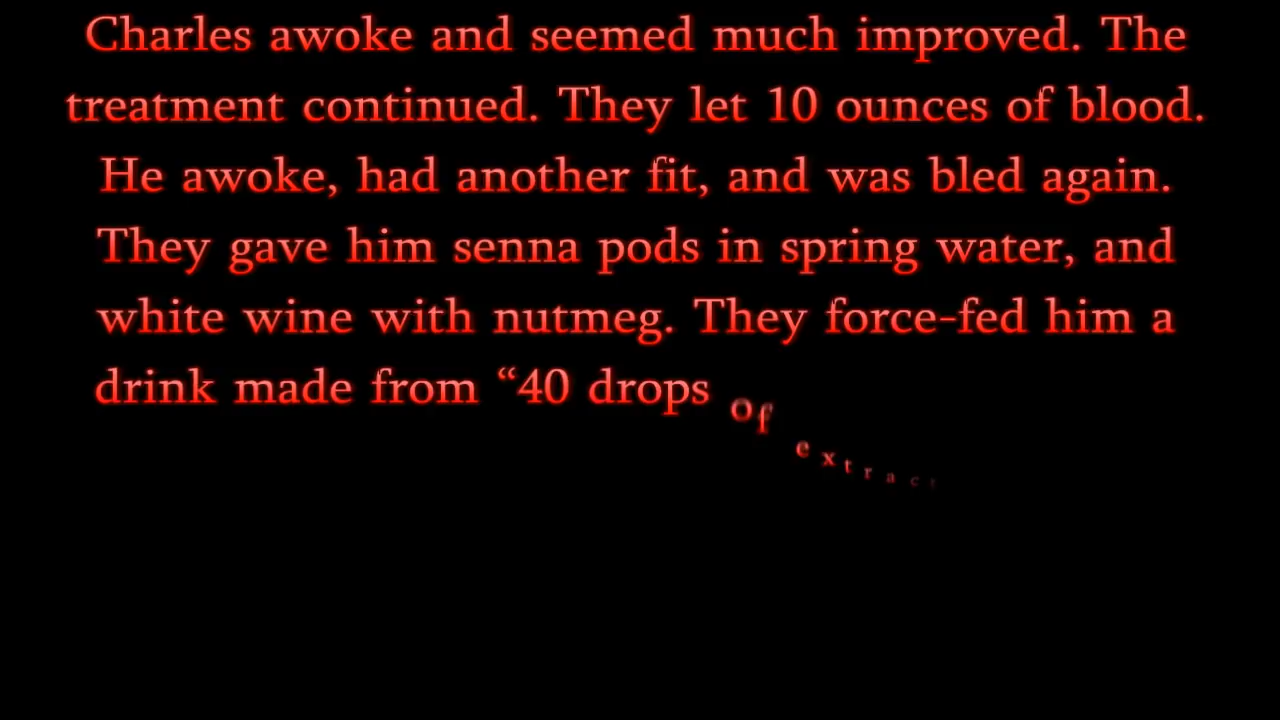 Charles awoke and seemed much improved. The
treatment continued. They let 10 ounces of blood.
He awoke, had another fit, and was bled again.
They gave him senna pods in spring water, and
white wine with nutmeg. They force-fed him a
drink made from “40 drops of extract